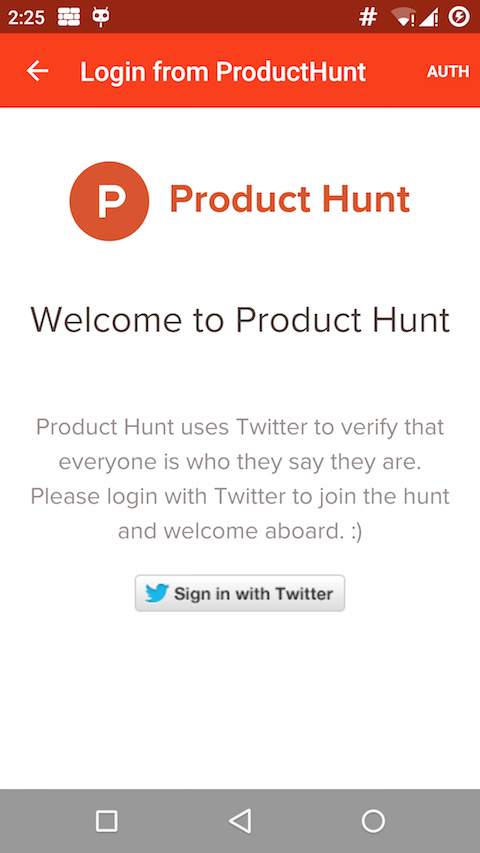 2:25 #
Login from ProductHunt AUTH
P Product Hunt
Welcome to Product Hunt
Product Hunt uses Twitter to verify that
everyone is who they say they are.
Please login with Twitter to join the hunt
and welcome aboard. :)
Sign in with Twitter